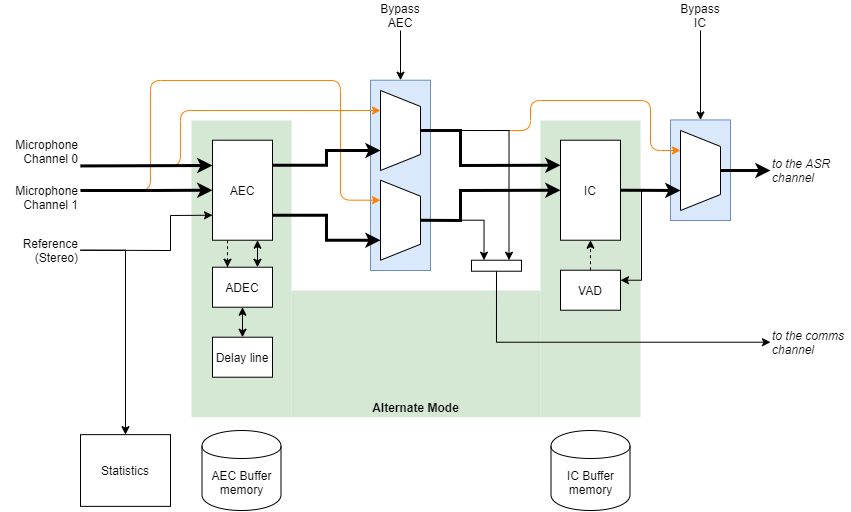 Bypass
AEC
Bypass
IC
Microphone
Channel 0
Microphone
Channel 1
Reference
(Stereo)
AEC
IC
to the ASR
channel
ADEC
VAD
Delay line
to the comms
channel
Alternate Mode
Statistics
AEC Buffer
memory
IC Buffer
memory